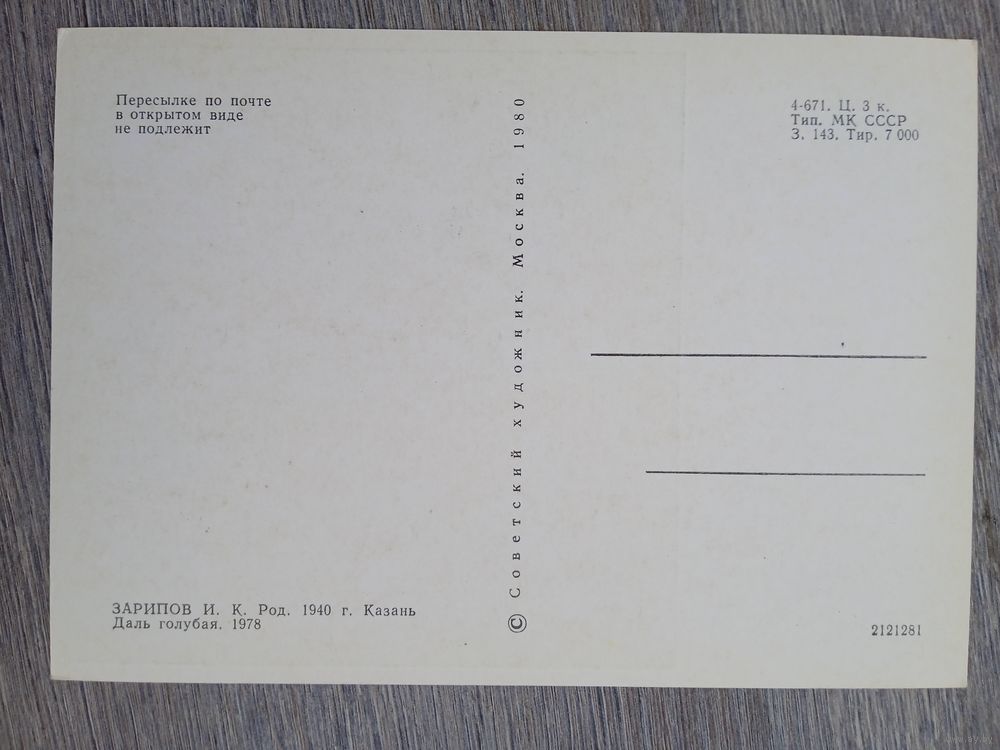 Пересылке по почте
в открытом виде
не подлежит
4-671. Ц. 3 к.
Тип. МК СССР
З. 143. Тир. 7 000
© Советский художник. Москва. 1980
ЗАРИПОВ И. К. Род. 1940 г. Казань
Даль голубая. 1978
2121281